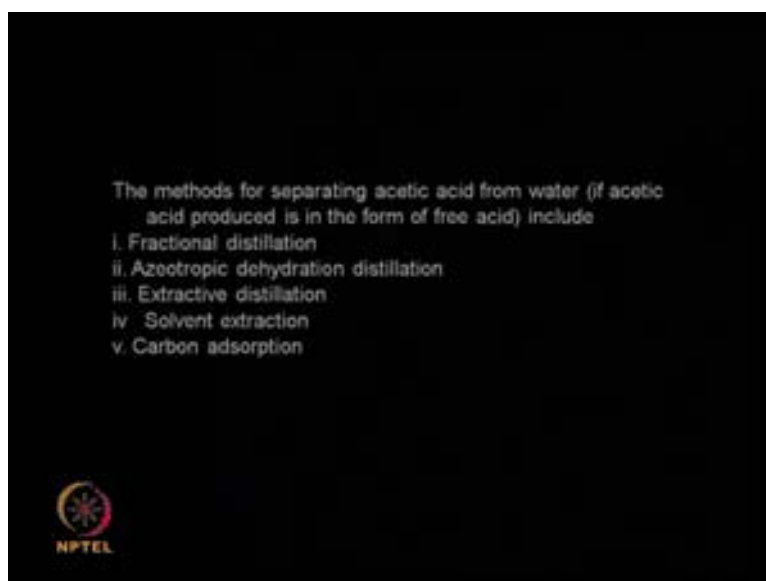 The methods for separating acetic acid from water (if acetic
acid produced is in the form of free acid) include
i. Fractional distillation
ii. Azeotropic dehydration distillation
iii. Extractive distillation
iv Solvent extraction
v. Carbon adsorption
NPTEL